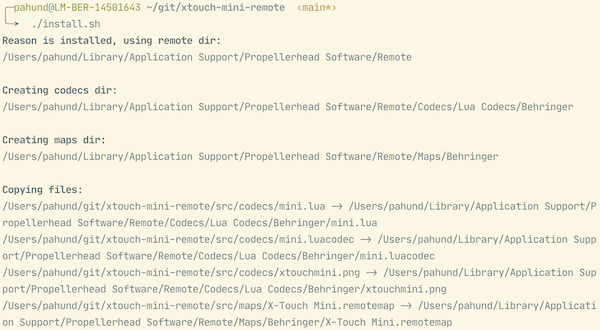 pahund@LM-BER-14501643 ~/git/xtouch-mini-remote ‹main*›
./install.sh
Reason is installed, using remote dir:
/Users/pahund/Library/Application Support/Propellerhead Software/Remote
Creating codecs dir:
/Users/pahund/Library/Application Support/Propellerhead Software/Remote/Codecs/Lua Codecs/Behringer
Creating maps dir:
/Users/pahund/Library/Application Support/Propellerhead Software/Remote/Maps/Behringer
Copying files:
/Users/pahund/git/xtouch-mini-remote/src/codecs/mini.lua -> /Users/pahund/Library/Application Support/P
ropellerhead Software/Remote/Codecs/Lua Codecs/Behringer/mini.lua
/Users/pahund/git/xtouch-mini-remote/src/codecs/mini.luacodec -> /Users/pahund/Library/Application Supp
ort/Propellerhead Software/Remote/Codecs/Lua Codecs/Behringer/mini.luacodec
/Users/pahund/git/xtouch-mini-remote/src/codecs/xtouchmini.png -> /Users/pahund/Library/Application Sup
port/Propellerhead Software/Remote/Codecs/Lua Codecs/Behringer/xtouchmini.png
/Users/pahund/git/xtouch-mini-remote/src/maps/X-Touch Mini.remotemap -> /Users/pahund/Library/Applicati
on Support/Propellerhead Software/Remote/Maps/Behringer/X-Touch Mini.remotemap